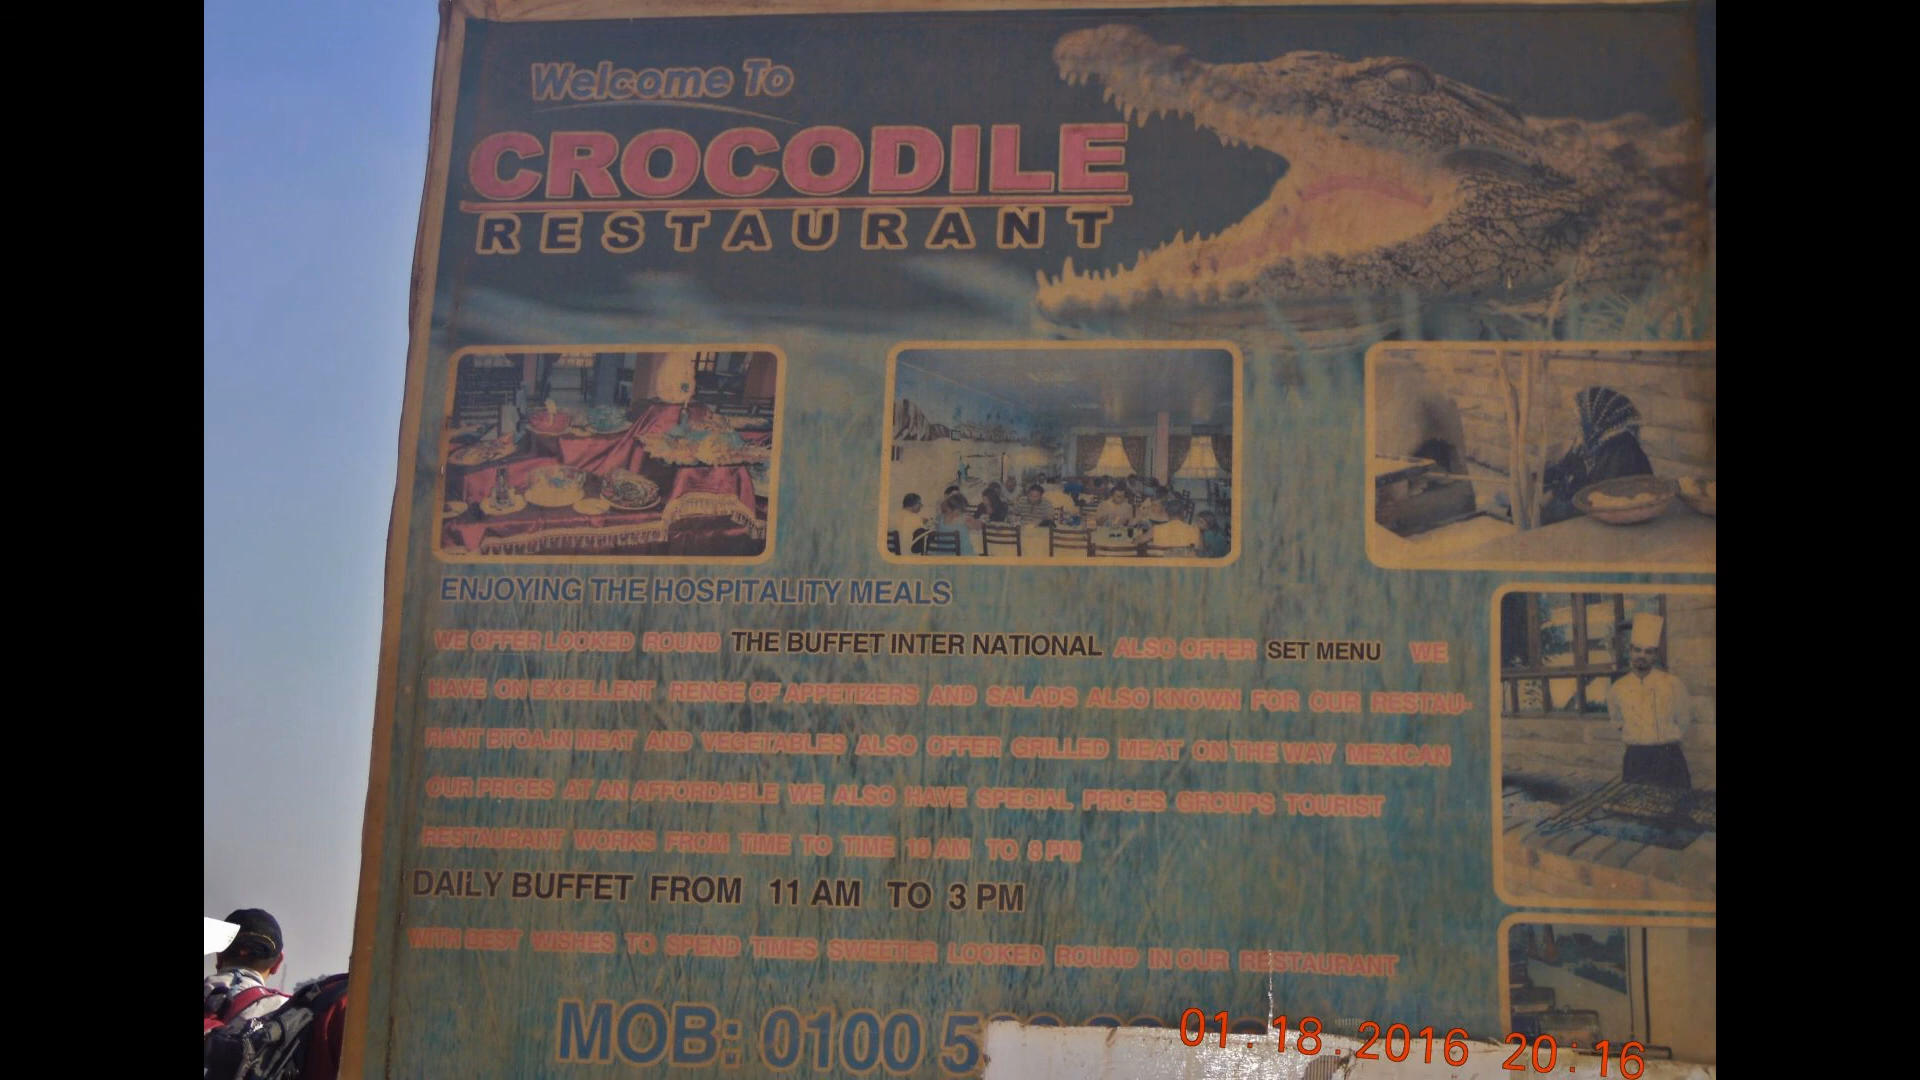 Welcome To
CROCODILE
RESTAURANT
ENJOYING THE HOSPITALITY MEALS
WE OFFER LOOKED ROUND THE BUFFET INTER NATIONAL ALSO OFFER SET MENU WE
HAVE ON EXCELLENT RENGE OF APPETIZERS AND SALADS ALSO KNOWN FOR OUR RESTAU-
RANT BTOAJN MEAT AND VEGETABLES ALSO OFFER GRILLED MEAT ON THE WAY MEXICAN
OUR PRICES AT AN AFFORDABLE WE ALSO HAVE SPECIAL PRICES GROUPS TOURIST
RESTAURANT WORKS FROM TIME TO TIME 10 AM TO 8 PM
DAILY BUFFET FROM 11 AM TO 3 PM
WITH BEST WISHES TO SPEND TIMES SWEETER LOOKED ROUND IN OUR RESTAURANT
MOB: 0100 5
01.18.2016 20:16